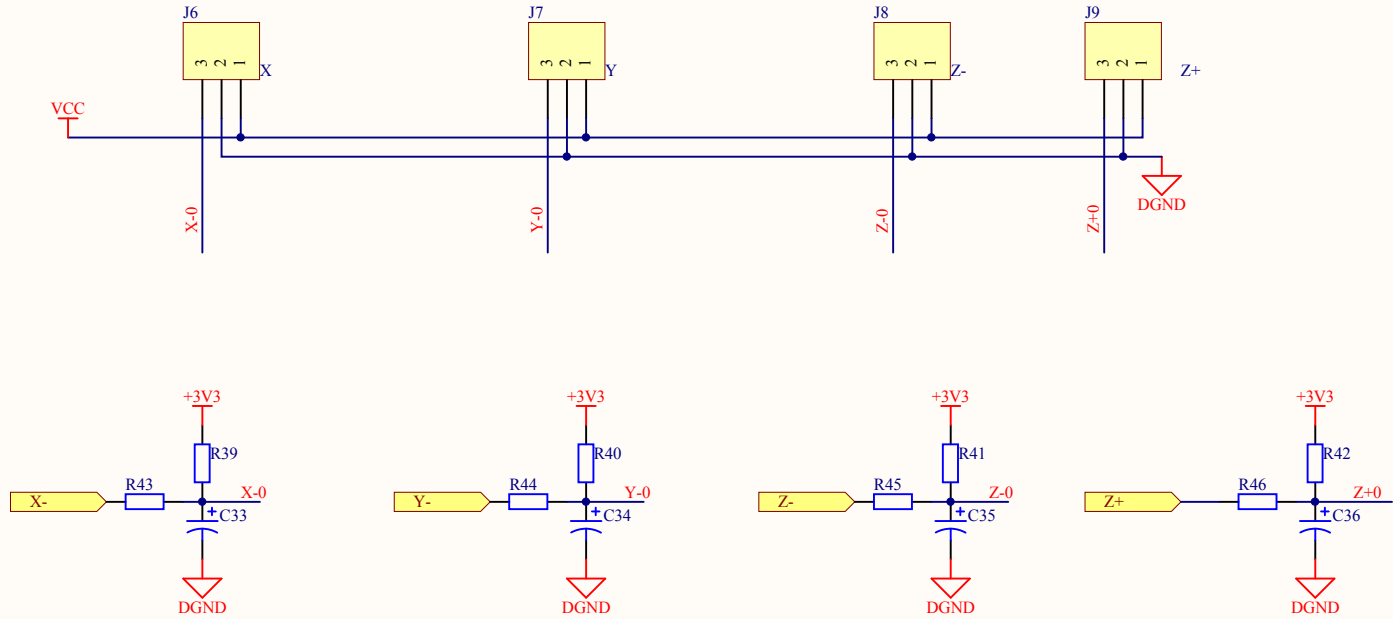 J6 J7 J8 J9
3 2 1 X 3 2 1 Y 3 2 1 Z- 3 2 1 Z+
VCC
DGND
X-0 Y-0 Z-0 Z+0
+3V3 +3V3 +3V3 +3V3
R39 R40 R41 R42
R43 R44 R45 R46
X- X-0 Y- Y-0 Z- Z-0 Z+ Z+0
+ C33 + C34 + C35 + C36
DGND DGND DGND DGND